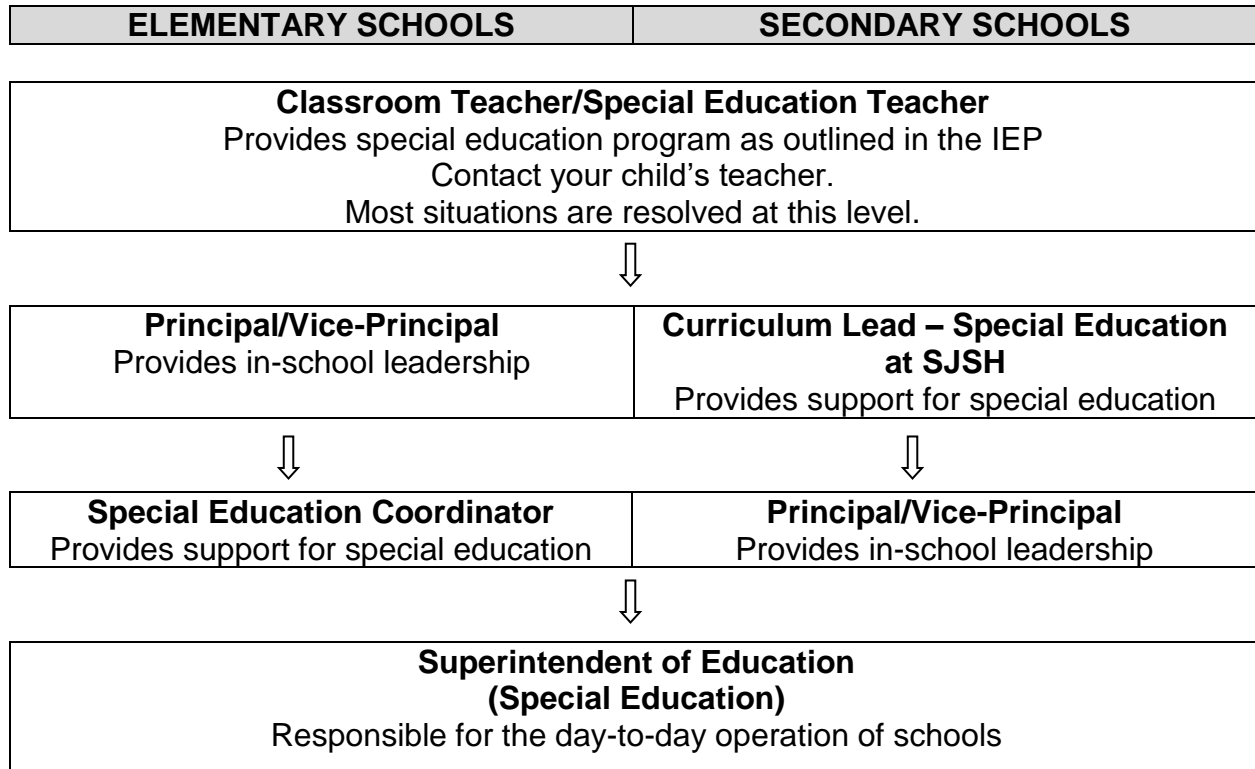 ELEMENTARY SCHOOLS
SECONDARY SCHOOLS
Classroom Teacher/Special Education Teacher
Provides special education program as outlined in the IEP
Contact your child’s teacher.
Most situations are resolved at this level.
Principal/Vice-Principal
Provides in-school leadership
Curriculum Lead – Special Education
at SJSH
Provides support for special education
Special Education Coordinator
Provides support for special education
Principal/Vice-Principal
Provides in-school leadership
Superintendent of Education
(Special Education)
Responsible for the day-to-day operation of schools